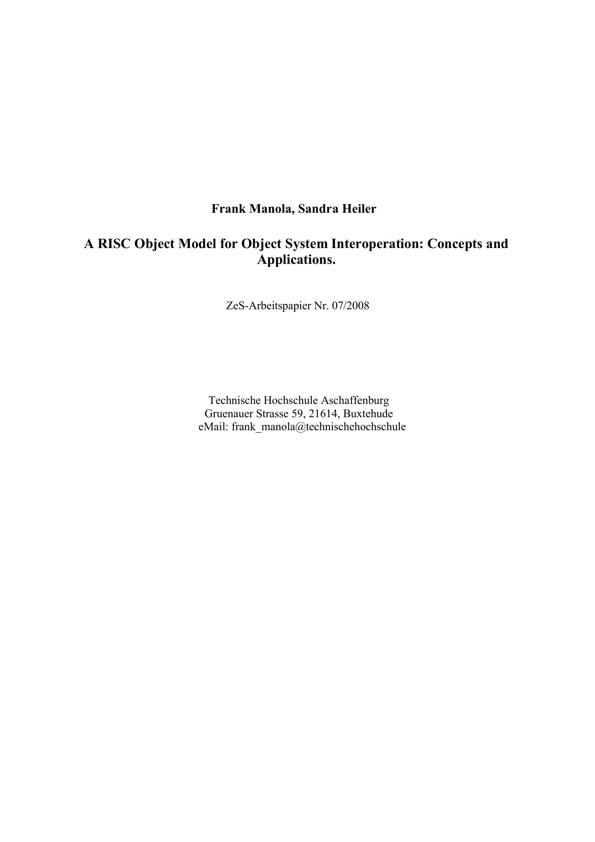 Frank Manola, Sandra Heiler
A RISC Object Model for Object System Interoperation: Concepts and
Applications.
ZeS-Arbeitspapier Nr. 07/2008
Technische Hochschule Aschaffenburg
Gruenauer Strasse 59, 21614, Buxtehude
eMail: frank_manola@technischehochschule